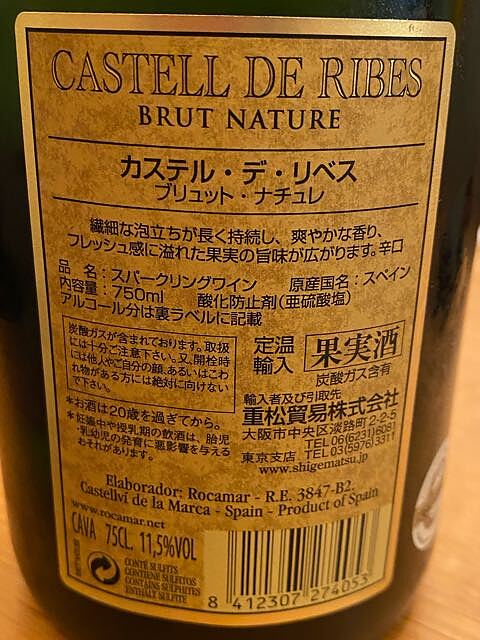 CASTELL DE RIBES
BRUT NATURE
カステル・デ・リベス
ブリュット・ナチュレ
繊細な泡立ちが長く持続し、爽やかな香り、
フレッシュ感に溢れた果実の旨味が広がります。辛口
品 名：スパークリングワイン 原産国名：スペイン
内容量：750ml 酸化防止剤（亜硫酸塩）
アルコール分は裏ラベルに記載
炭酸ガスが含まれております。取扱
には十分ご注意下さい。又、開栓時
には他人やご自分の顔、あるいはこわ
れ物がある方には絶対に向けない
で下さい。
定温
輸入
果実酒
炭酸ガス含有
＊お酒は20歳を過ぎてから。
＊妊娠中や授乳期の飲酒は、胎児
・乳幼児の発育に悪影響を与える
おそれがあります。
輸入者及び引取先
重松貿易株式会社
大阪市中央区淡路町2-2-5
TEL 06(6231)6081
東京支店 TEL 03(5976)3311
www.shigematsu.jp
Elaborador: Rocamar - R.E. 3847-B2.
Castellví de la Marca - Spain - Product of Spain
www.rocamar.net
CAVA 75CL. 11,5%VOL
CONTÉ SULFITS
CONTIENE SULFITOS
CONTAINS SULPHITES
ENTHALT SULFITE
8 412307 274053